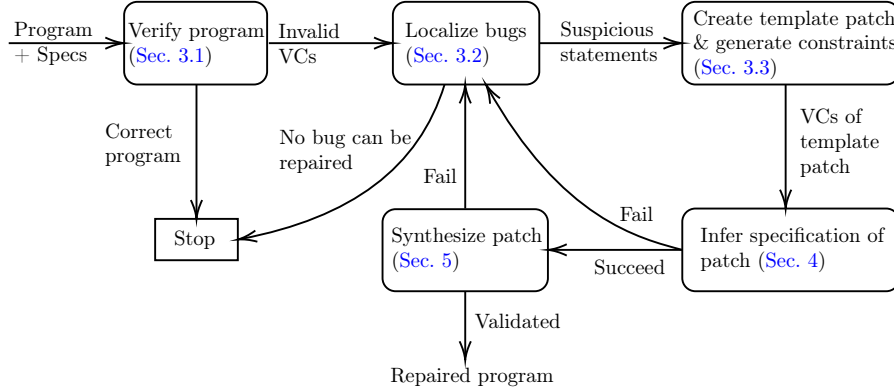 Program
+ Specs
Verify program
(Sec. 3.1)
Invalid
VCs
Localize bugs
(Sec. 3.2)
Suspicious
statements
Create template patch
& generate constraints
(Sec. 3.3)
Correct
program
No bug can be
repaired
Fail
Fail
VCs of
template
patch
Stop
Synthesize patch
(Sec. 5)
Succeed
Infer specification of
patch (Sec. 4)
Validated
Repaired program